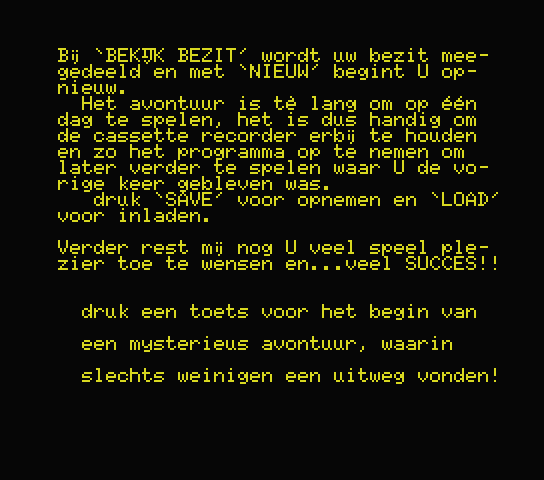 Bij `BEKIJK BEZIT´ wordt uw bezit mee-
gedeeld en met `NIEUW´ begint U op-
nieuw.
Het avontuur is tè lang om op één
dag te spelen, het is dus handig om
de cassette recorder erbij te houden
en zo het programma op te nemen om
later verder te spelen waar U de vo-
rige keer gebleven was.
druk `SAVE´ voor opnemen en `LOAD´
voor inladen.
Verder rest mij nog U veel speel ple-
zier toe te wensen en...veel SUCCES!!
druk een toets voor het begin van
een mysterieus avontuur, waarin
slechts weinigen een uitweg vonden!